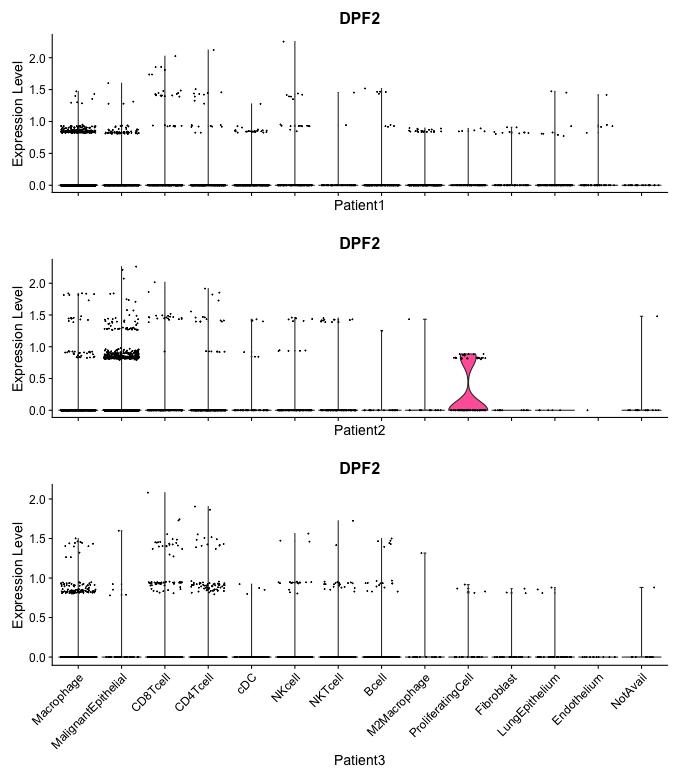 DPF2
Expression Level
2.0
1.5
1.0
0.5
0.0
Patient1
DPF2
Expression Level
2.0
1.5
1.0
0.5
0.0
Patient2
DPF2
Expression Level
2.0
1.5
1.0
0.5
0.0
Macrophage
MalignantEpithelial
CD8Tcell
CD4Tcell
cDC
NKcell
NKTcell
Bcell
M2Macrophage
ProliferatingCell
Fibroblast
LungEpithelium
Endothelium
NotAvail
Patient3